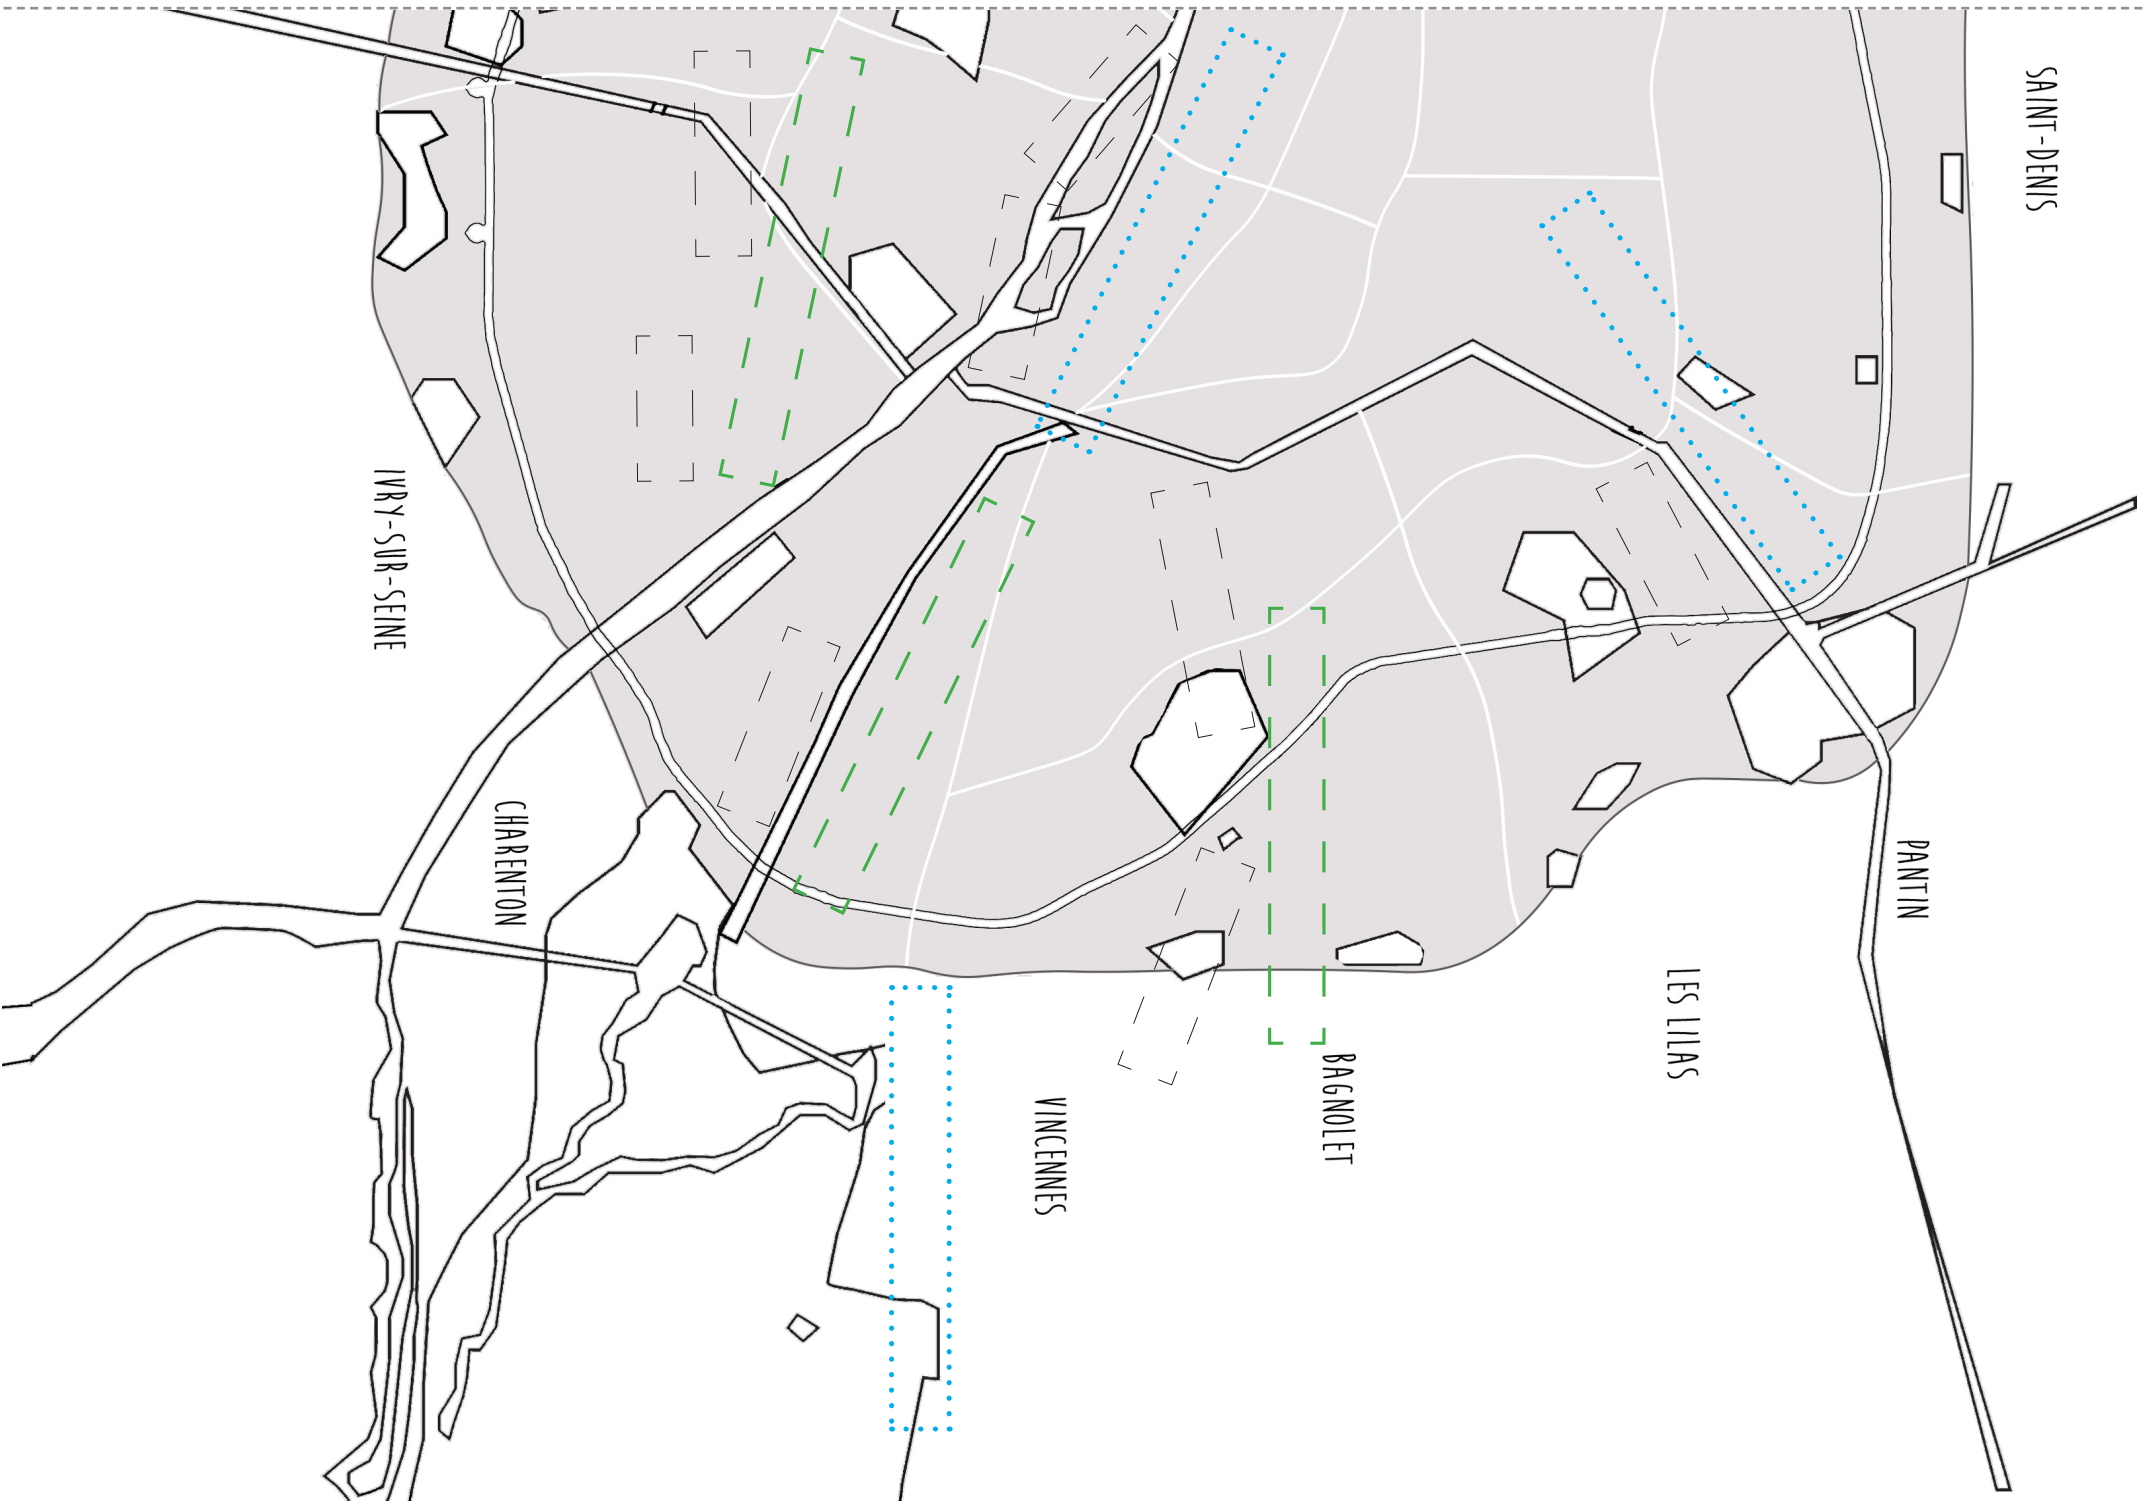 SAINT-DENIS
PANTIN
LES LILAS
BAGNOLET
VINCENNES
CHARENTON
IVRY-SUR-SEINE